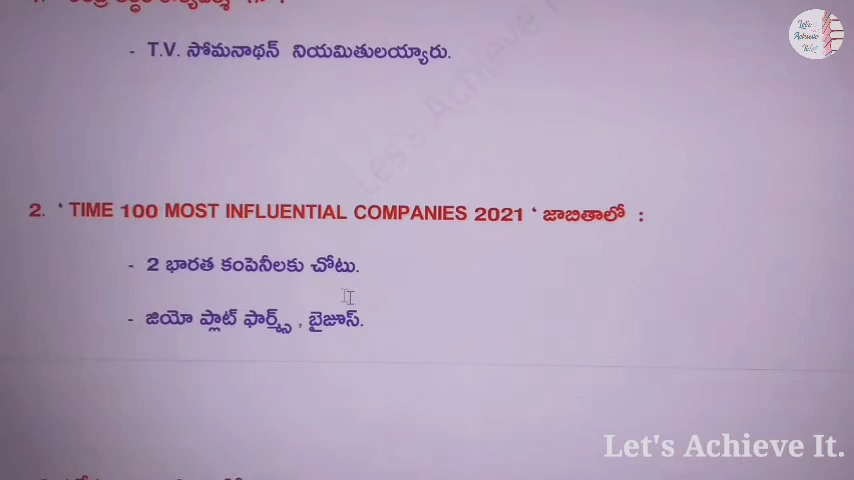 - T.V. సోమనాథన్ నియమితులయ్యారు.
2. ' TIME 100 MOST INFLUENTIAL COMPANIES 2021 ' జాబితాలో :
- 2 భారత కంపెనీలకు చోటు.
- జియో ప్లాట్ ఫార్మ్స్ , బైజూస్.
Let's Achieve It.